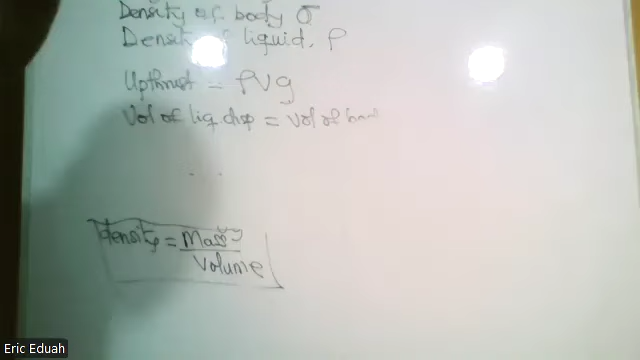 Density of body σ
Density of liquid, ρ
Upthrust = ρVg
Vol of liq disp = Vol of
Density = Mass
Volume
Eric Eduah